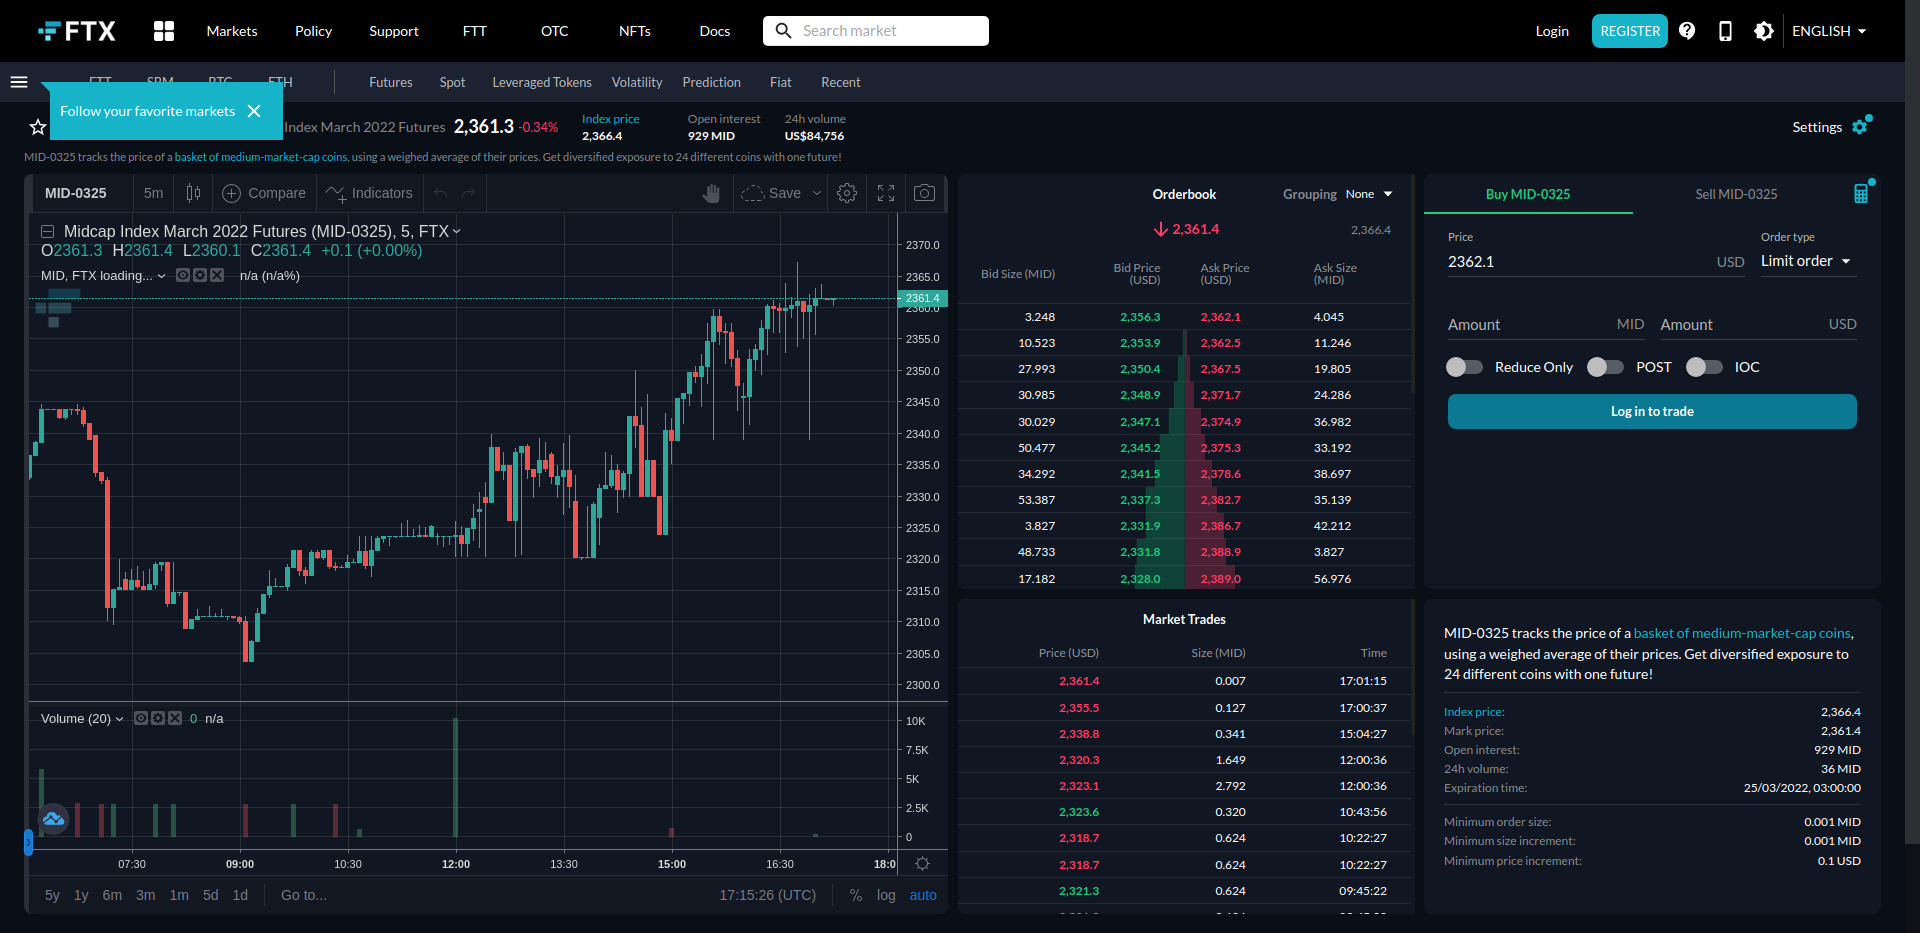 FTX Markets Policy Support FTT OTC NFTs Docs Search market Login REGISTER ENGLISH
FTT SRM BTC ETH Futures Spot Leveraged Tokens Volatility Prediction Fiat Recent
Follow your favorite markets
Index March 2022 Futures 2,361.3 -0.34%
Index price
2,366.4
Open interest
929 MID
24h volume
US$84,756
Settings
MID-0325 tracks the price of a basket of medium-market-cap coins, using a weighed average of their prices. Get diversified exposure to 24 different coins with one future!
MID-0325 5m Compare Indicators Save
Midcap Index March 2022 Futures (MID-0325), 5, FTX
O2361.3 H2361.4 L2360.1 C2361.4 +0.1 (+0.00%)
MID, FTX loading... n/a (n/a%)
2370.0
2365.0
2361.4
2360.0
2355.0
2350.0
2345.0
2340.0
2335.0
2330.0
2325.0
2320.0
2315.0
2310.0
2305.0
2300.0
Volume (20) 0 n/a
10K
7.5K
5K
2.5K
0
07:30 09:00 10:30 12:00 13:30 15:00 16:30 18:0
5y 1y 6m 3m 1m 5d 1d Go to... 17:15:26 (UTC) % log auto
Orderbook Grouping None
2,361.4 2,366.4
Bid Size (MID) Bid Price (USD) Ask Price (USD) Ask Size (MID)
3.248 2,356.3 2,362.1 4.045
10.523 2,353.9 2,362.5 11.246
27.993 2,350.4 2,367.5 19.805
30.985 2,348.9 2,371.7 24.286
30.029 2,347.1 2,374.9 36.982
50.477 2,345.2 2,375.3 33.192
34.292 2,341.5 2,378.6 38.697
53.387 2,337.3 2,382.7 35.139
3.827 2,331.9 2,386.7 42.212
48.733 2,331.8 2,388.9 3.827
17.182 2,328.0 2,389.0 56.976
Market Trades
Price (USD) Size (MID) Time
2,361.4 0.007 17:01:15
2,355.5 0.127 17:00:37
2,338.8 0.341 15:04:27
2,320.3 1.649 12:00:36
2,323.1 2.792 12:00:36
2,323.6 0.320 10:43:56
2,318.7 0.624 10:22:27
2,318.7 0.624 10:22:27
2,321.3 0.624 09:45:22
Buy MID-0325 Sell MID-0325
Price Order type
2362.1 USD Limit order
Amount MID Amount USD
Reduce Only POST IOC
Log in to trade
MID-0325 tracks the price of a basket of medium-market-cap coins,
using a weighed average of their prices. Get diversified exposure to
24 different coins with one future!
Index price: 2,366.4
Mark price: 2,361.4
Open interest: 929 MID
24h volume: 36 MID
Expiration time: 25/03/2022, 03:00:00
Minimum order size: 0.001 MID
Minimum size increment: 0.001 MID
Minimum price increment: 0.1 USD